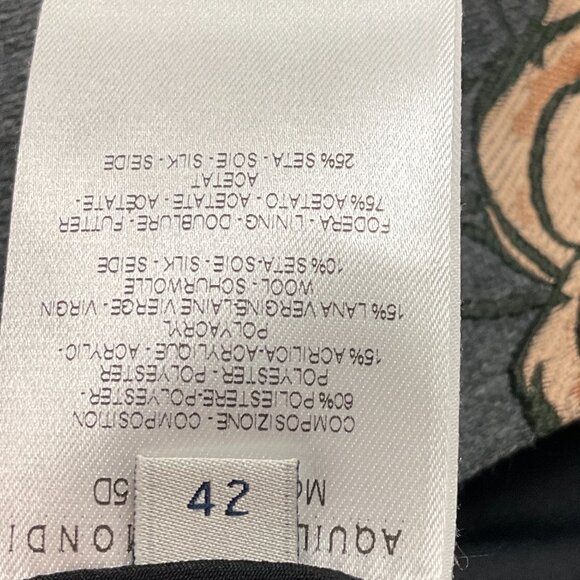 AQUIL MONDI
42
COMPOSIZIONE - COMPOSITION
60% POLIESTERE-POLYESTER -
POLYESTER - POLYESTER
15% ACRILICA-ACRYLIQUE - ACRYLIC-
POLYACRYL
15% LANA VERGINE-LAINE VIERGE - VIRGIN
WOOL - SCHURWOLLE
10% SETA-SOIE-SILK - SEIDE
FODERA - LINING - DOUBLURE - FUTTER
75% ACETATO - ACETATE - ACETATE -
ACETAT
25% SETA - SOIE - SILK - SEIDE